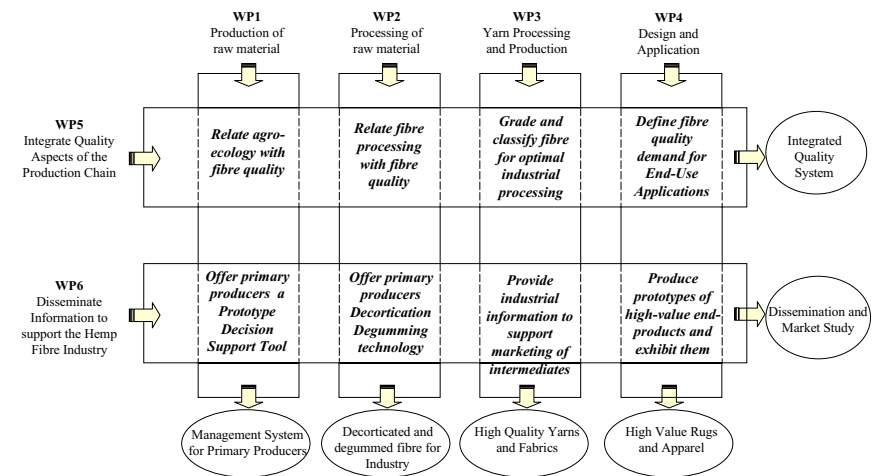 WP1
Production of
raw material
WP2
Processing of
raw material
WP3
Yarn Processing
and Production
WP4
Design and
Application
WP5
Integrate Quality
Aspects of the
Production Chain
Relate agro-
ecology with
fibre quality
Relate fibre
processing
with fibre
quality
Grade and
classify fibre
for optimal
industrial
processing
Define fibre
quality
demand for
End-Use
Applications
Integrated
Quality
System
WP6
Disseminate
Information to
support the Hemp
Fibre Industry
Offer primary
producers a
Prototype
Decision
Support Tool
Offer primary
producers
Decortication
Degumming
technology
Provide
industrial
information to
support
marketing of
intermediates
Produce
prototypes of
high-value end-
products and
exhibit them
Dissemination and
Market Study
Management System
for Primary Producers
Decorticated and
degummed fibre for
Industry
High Quality Yarns
and Fabrics
High Value Rugs
and Apparel